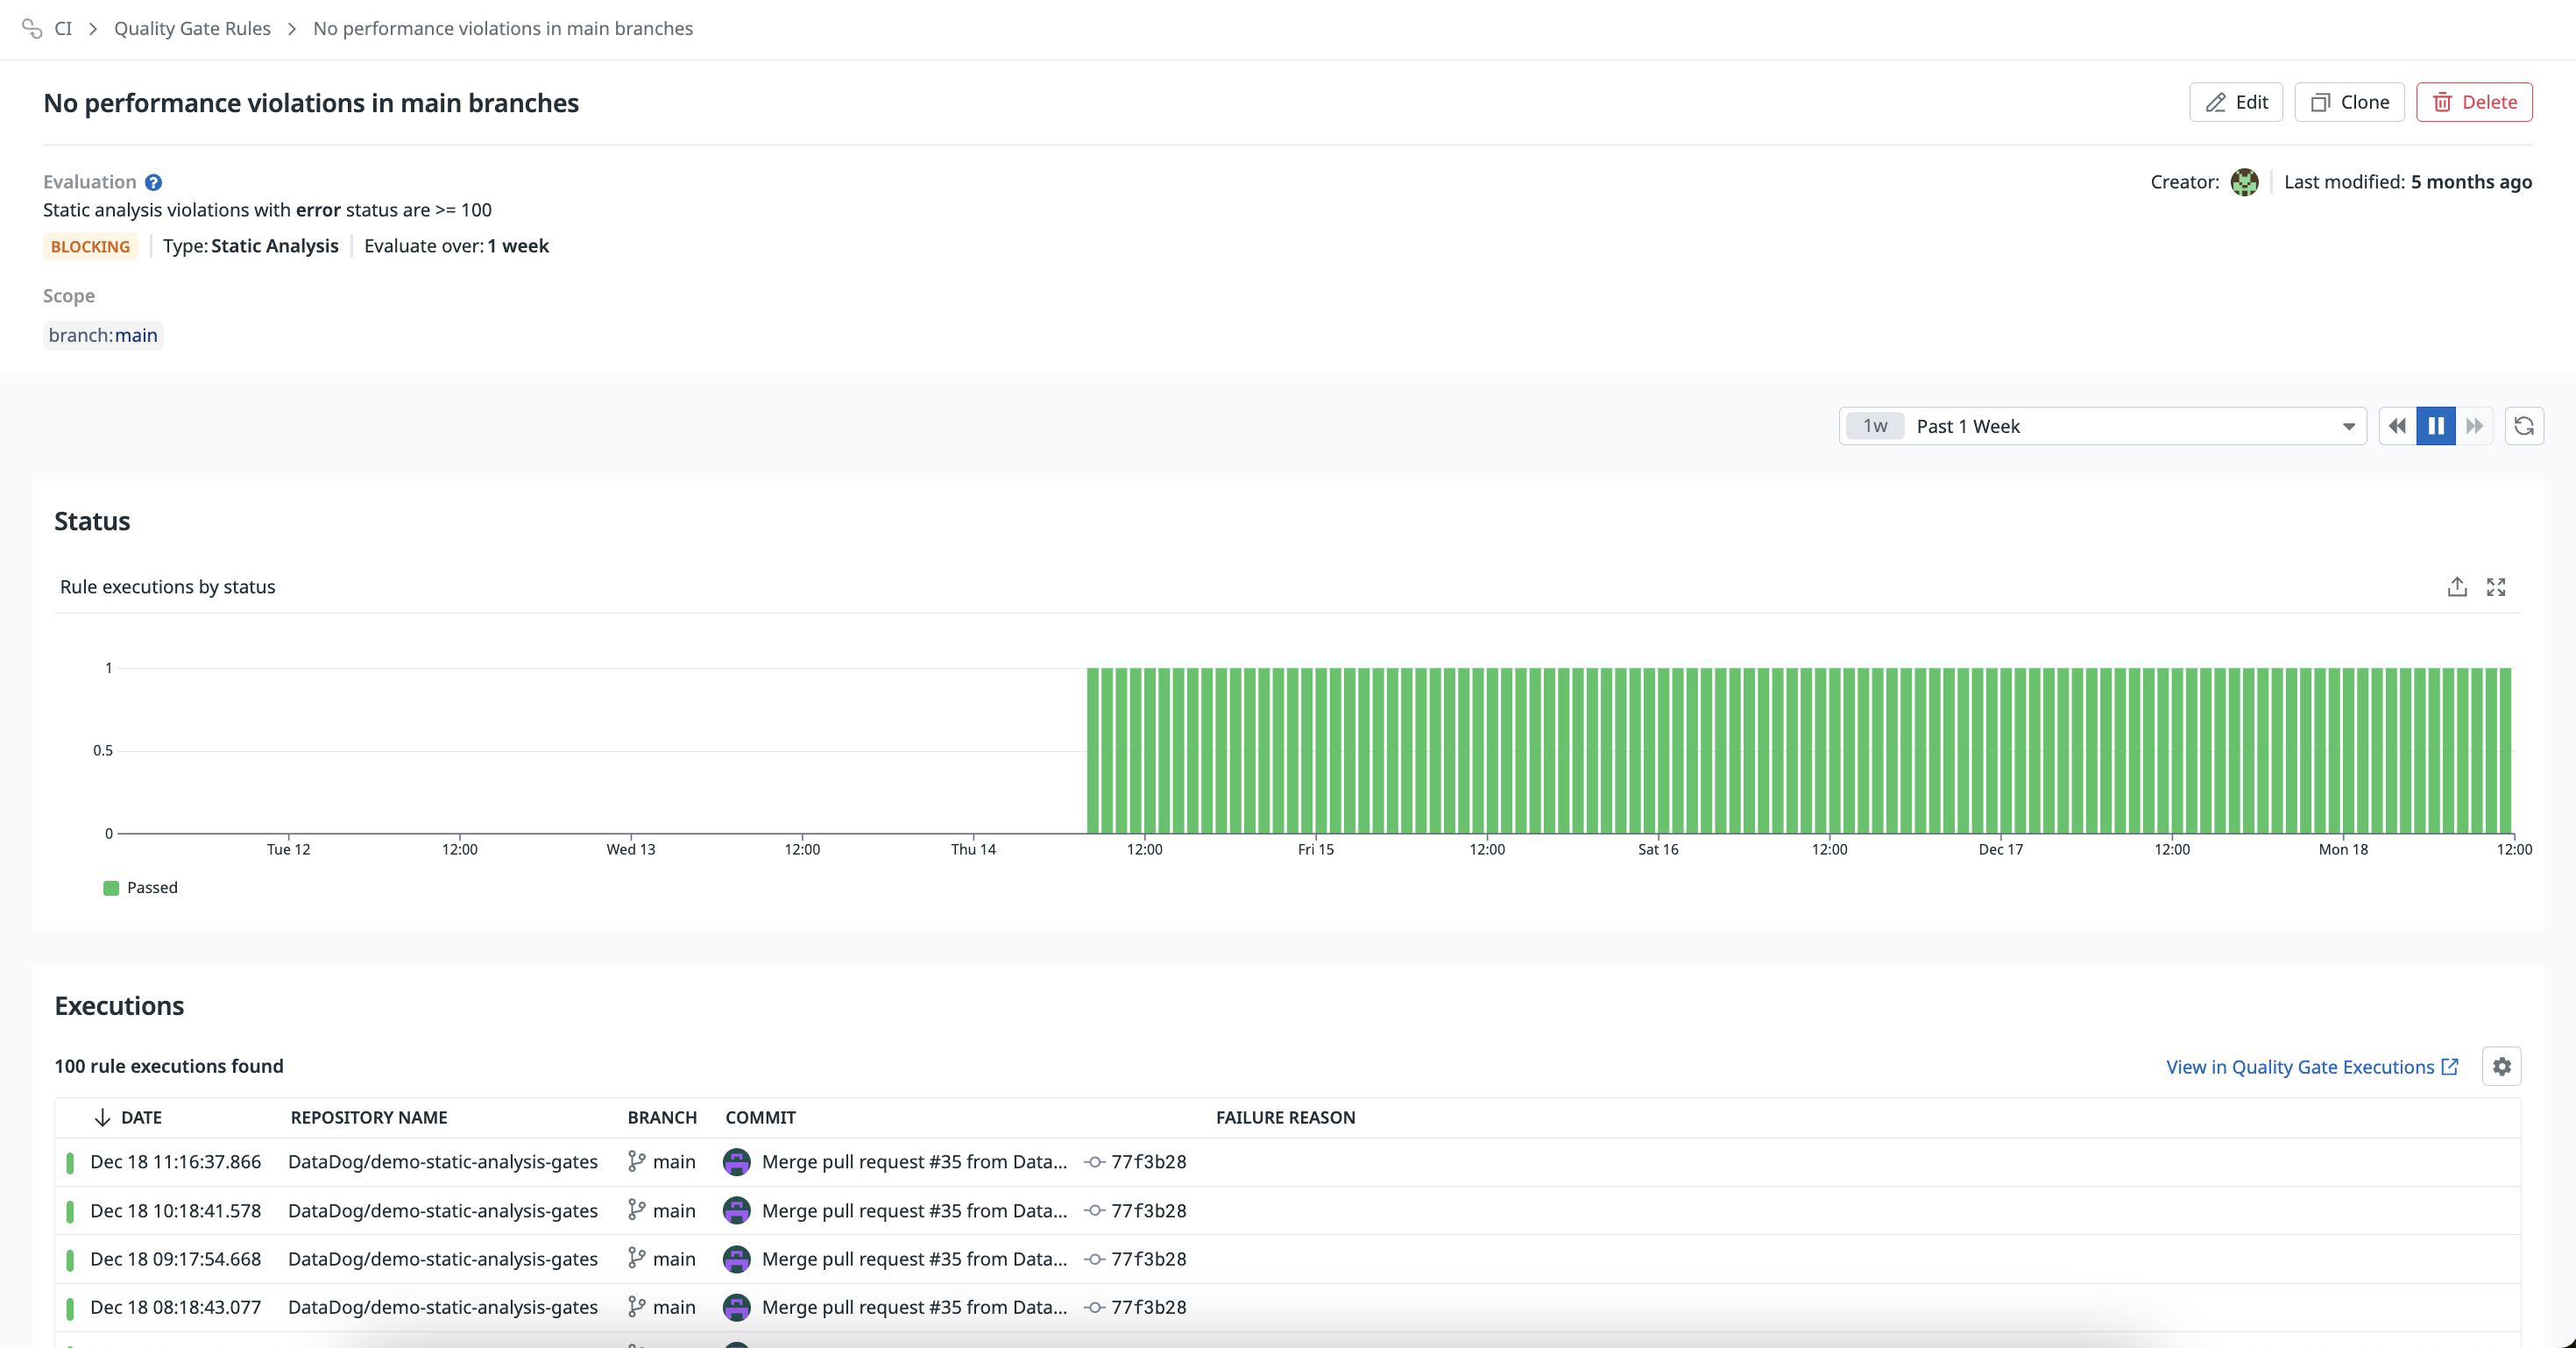 CI > Quality Gate Rules > No performance violations in main branches
No performance violations in main branches
Edit
Clone
Delete
Evaluation ?
Creator: Last modified: 5 months ago
Static analysis violations with error status are >= 100
BLOCKING Type: Static Analysis Evaluate over: 1 week
Scope
branch:main
1w Past 1 Week
Status
Rule executions by status
1
0.5
0
Tue 12 12:00 Wed 13 12:00 Thu 14 12:00 Fri 15 12:00 Sat 16 12:00 Dec 17 12:00 Mon 18 12:00
Passed
Executions
100 rule executions found
View in Quality Gate Executions
DATE REPOSITORY NAME BRANCH COMMIT FAILURE REASON
Dec 18 11:16:37.866 DataDog/demo-static-analysis-gates main Merge pull request #35 from Data... 77f3b28
Dec 18 10:18:41.578 DataDog/demo-static-analysis-gates main Merge pull request #35 from Data... 77f3b28
Dec 18 09:17:54.668 DataDog/demo-static-analysis-gates main Merge pull request #35 from Data... 77f3b28
Dec 18 08:18:43.077 DataDog/demo-static-analysis-gates main Merge pull request #35 from Data... 77f3b28